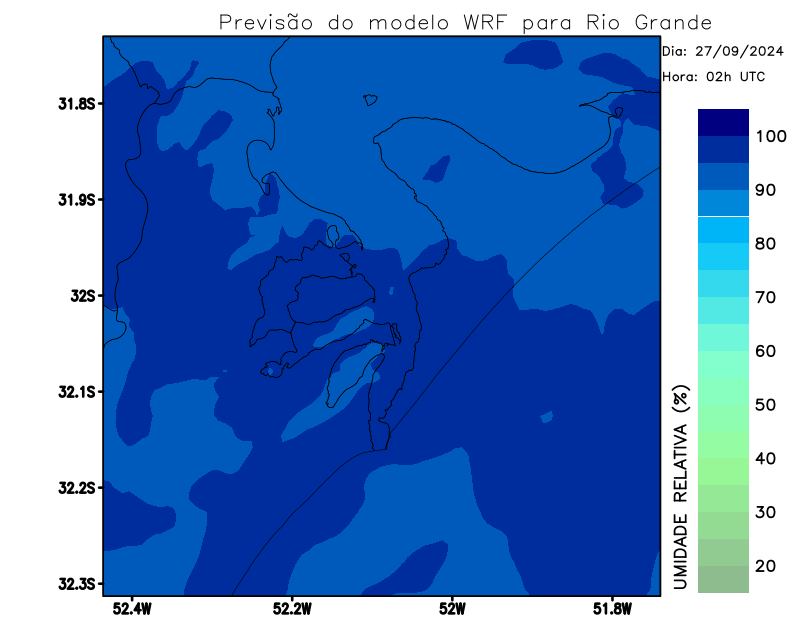 Previsão do modelo WRF para Rio Grande
Dia: 27/09/2024
Hora: 02h UTC
31.8S
31.9S
32S
32.1S
32.2S
32.3S
52.4W
52.2W
52W
51.8W
100
90
80
70
60
50
40
30
20
UMIDADE RELATIVA (%)